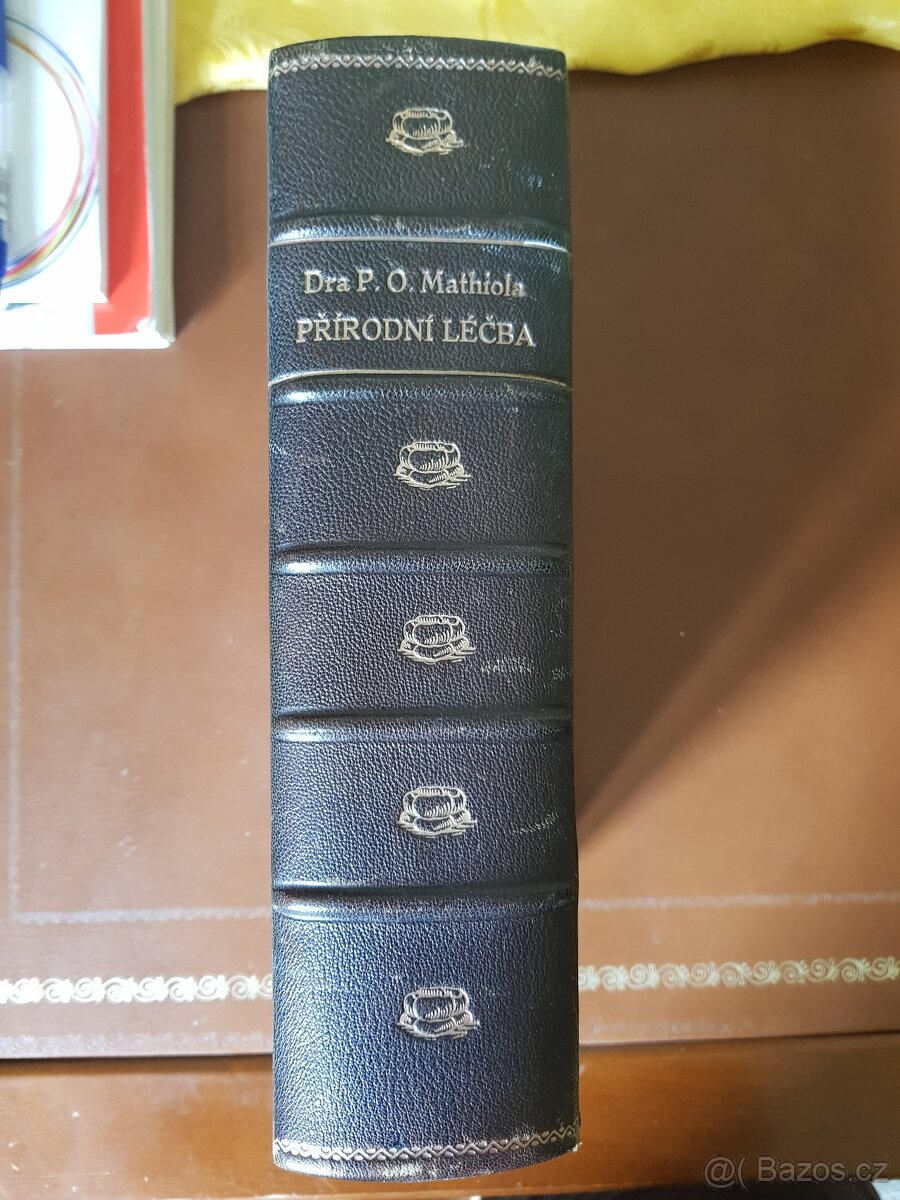 Dra P. O. Mathiola
PŘÍRODNÍ LÉČBA
@( Bazos.cz